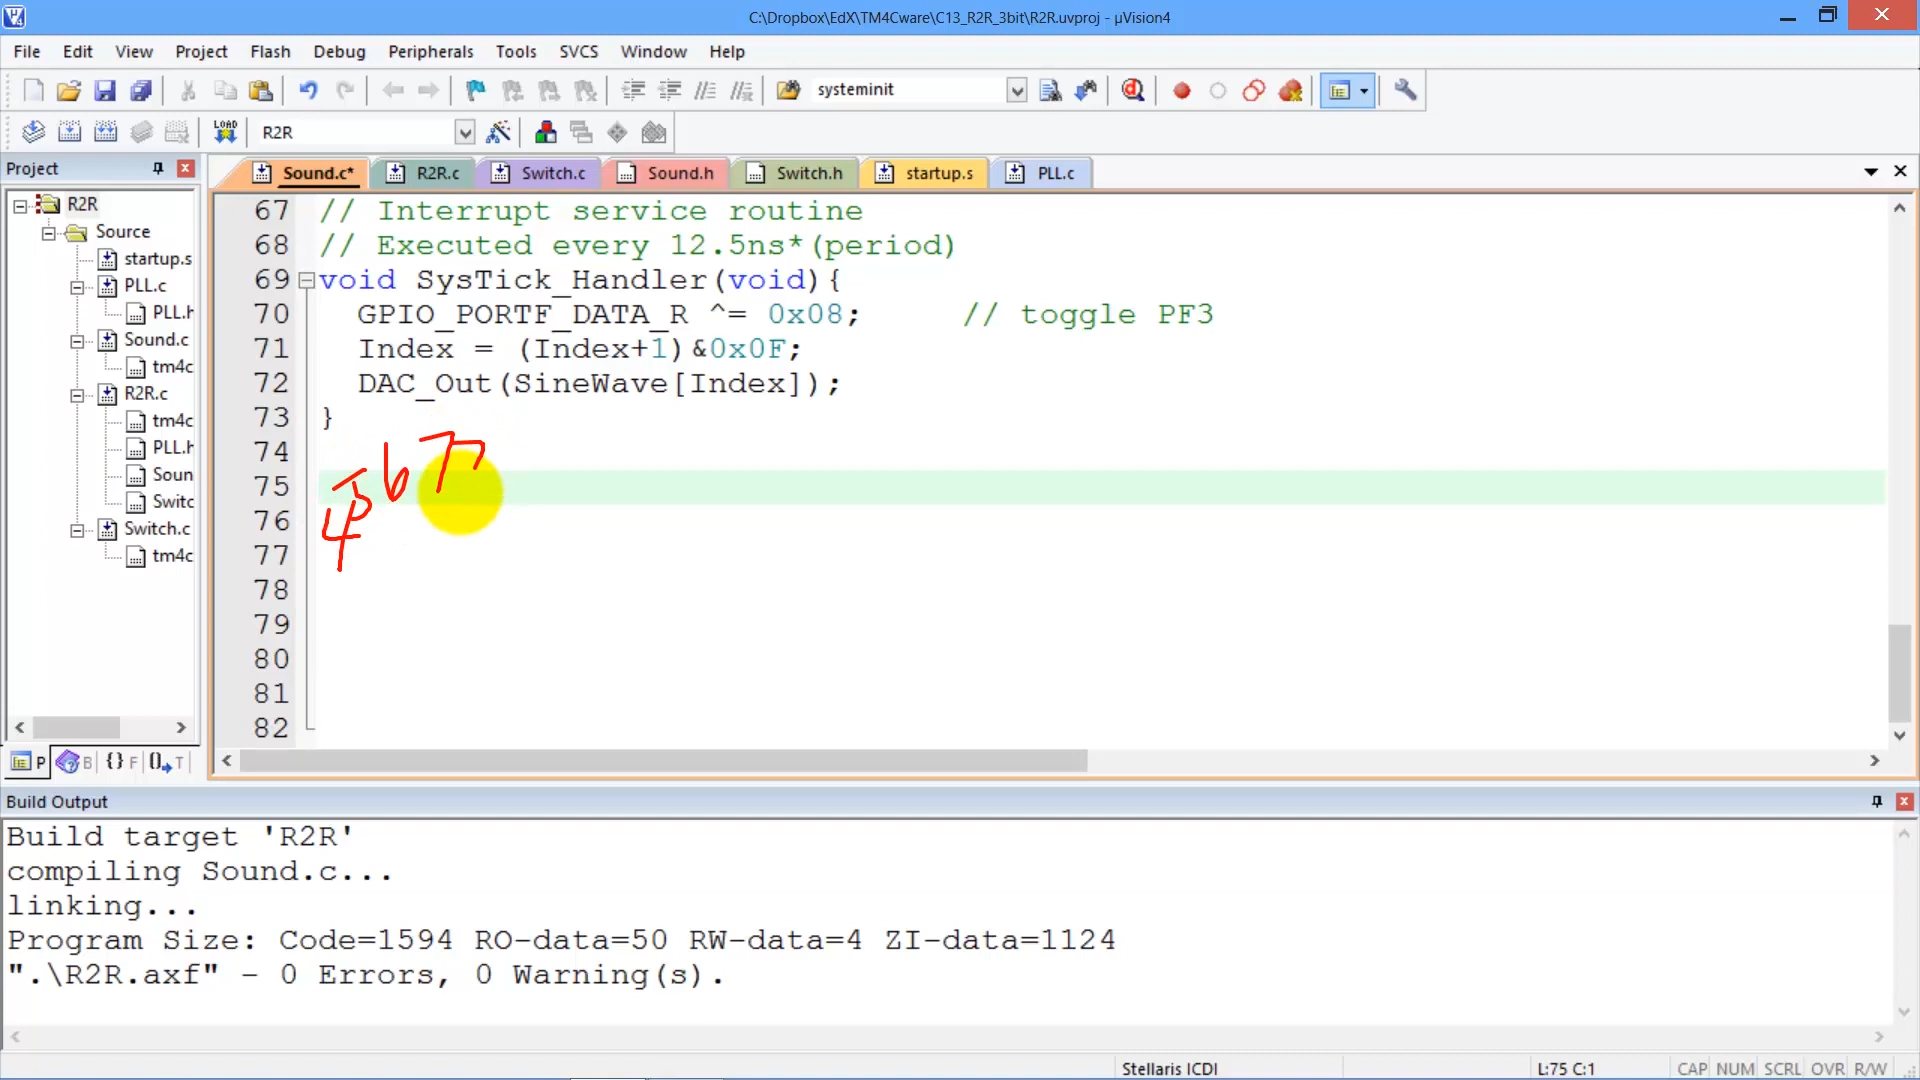 C:\Dropbox\EdX\TM4Cware\C13_R2R_3bit\R2R.uvproj - µVision4
File Edit View Project Flash Debug Peripherals Tools SVCS Window Help
systeminit
LOAD R2R
Project
Sound.c* R2R.c Switch.c Sound.h Switch.h startup.s PLL.c
R2R
Source
startup.s
PLL.c
PLL.h
Sound.c
tm4c
R2R.c
tm4c
PLL.h
Soun
Switc
Switch.c
tm4c
P B {} F T
67 // Interrupt service routine
68 // Executed every 12.5ns*(period)
69 void SysTick_Handler(void){
70 GPIO_PORTF_DATA_R ^= 0x08; // toggle PF3
71 Index = (Index+1)&0x0F;
72 DAC_Out(SineWave[Index]);
73 }
74
75
76
77
78
79
80
81
82
4 5 6 7 7
Build Output
Build target 'R2R'
compiling Sound.c...
linking...
Program Size: Code=1594 RO-data=50 RW-data=4 ZI-data=1124
".\R2R.axf" - 0 Errors, 0 Warning(s).
Stellaris ICDI L:75 C:1 CAP NUM SCRL OVR R/W